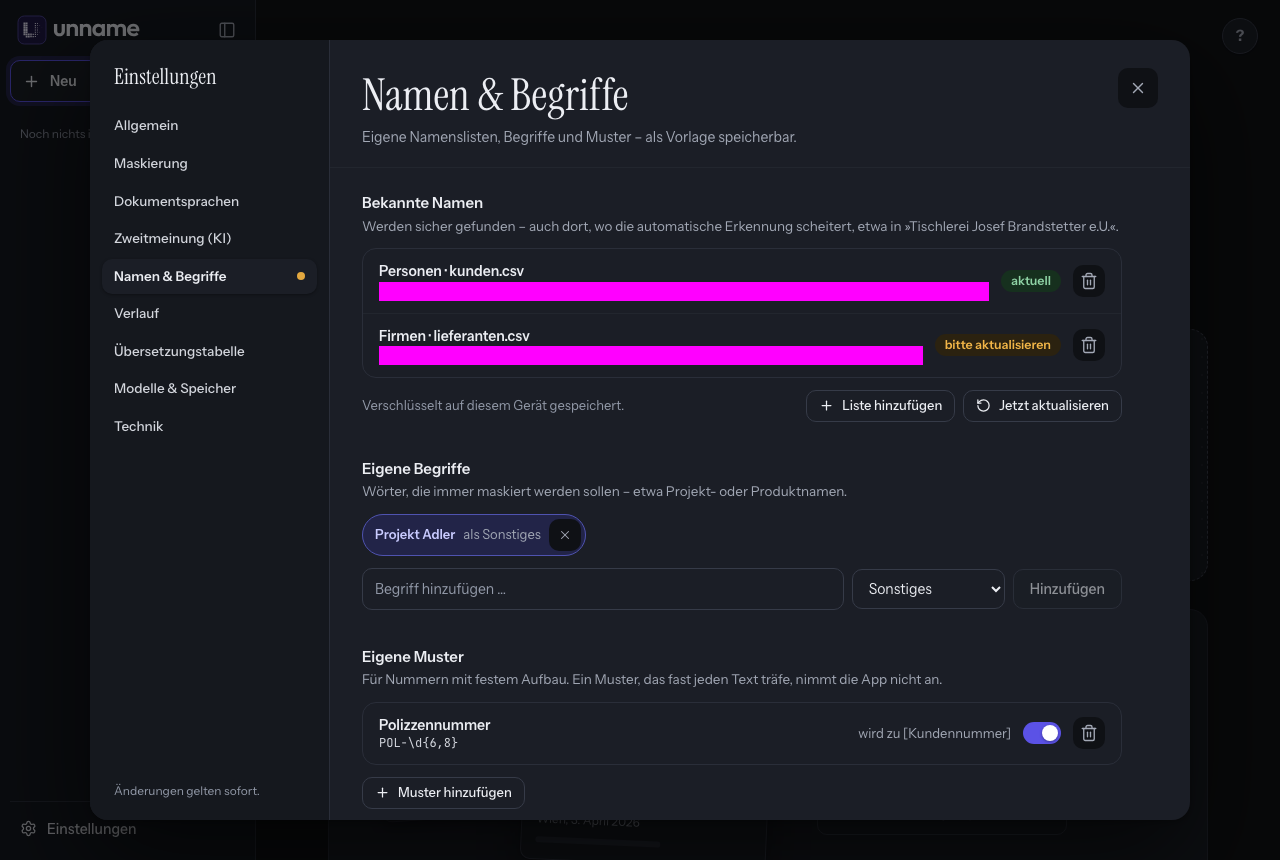 unname
?
Neu
Noch nichts
Einstellungen
Allgemein
Maskierung
Dokumentsprachen
Zweitmeinung (KI)
Namen & Begriffe
Verlauf
Übersetzungstabelle
Modelle & Speicher
Technik
Änderungen gelten sofort.
Einstellungen
Namen & Begriffe
Eigene Namenslisten, Begriffe und Muster – als Vorlage speicherbar.
Bekannte Namen
Werden sicher gefunden – auch dort, wo die automatische Erkennung scheitert, etwa in »Tischlerei Josef Brandstetter e.U.«.
Personen · kunden.csv
aktuell
Firmen · lieferanten.csv
bitte aktualisieren
Verschlüsselt auf diesem Gerät gespeichert.
Liste hinzufügen
Jetzt aktualisieren
Eigene Begriffe
Wörter, die immer maskiert werden sollen – etwa Projekt- oder Produktnamen.
Projekt Adler als Sonstiges
Begriff hinzufügen ...
Sonstiges
Hinzufügen
Eigene Muster
Für Nummern mit festem Aufbau. Ein Muster, das fast jeden Text träfe, nimmt die App nicht an.
Polizzennummer
POL-\d{6,8}
wird zu [Kundennummer]
Muster hinzufügen
Wien, 3. April 2026